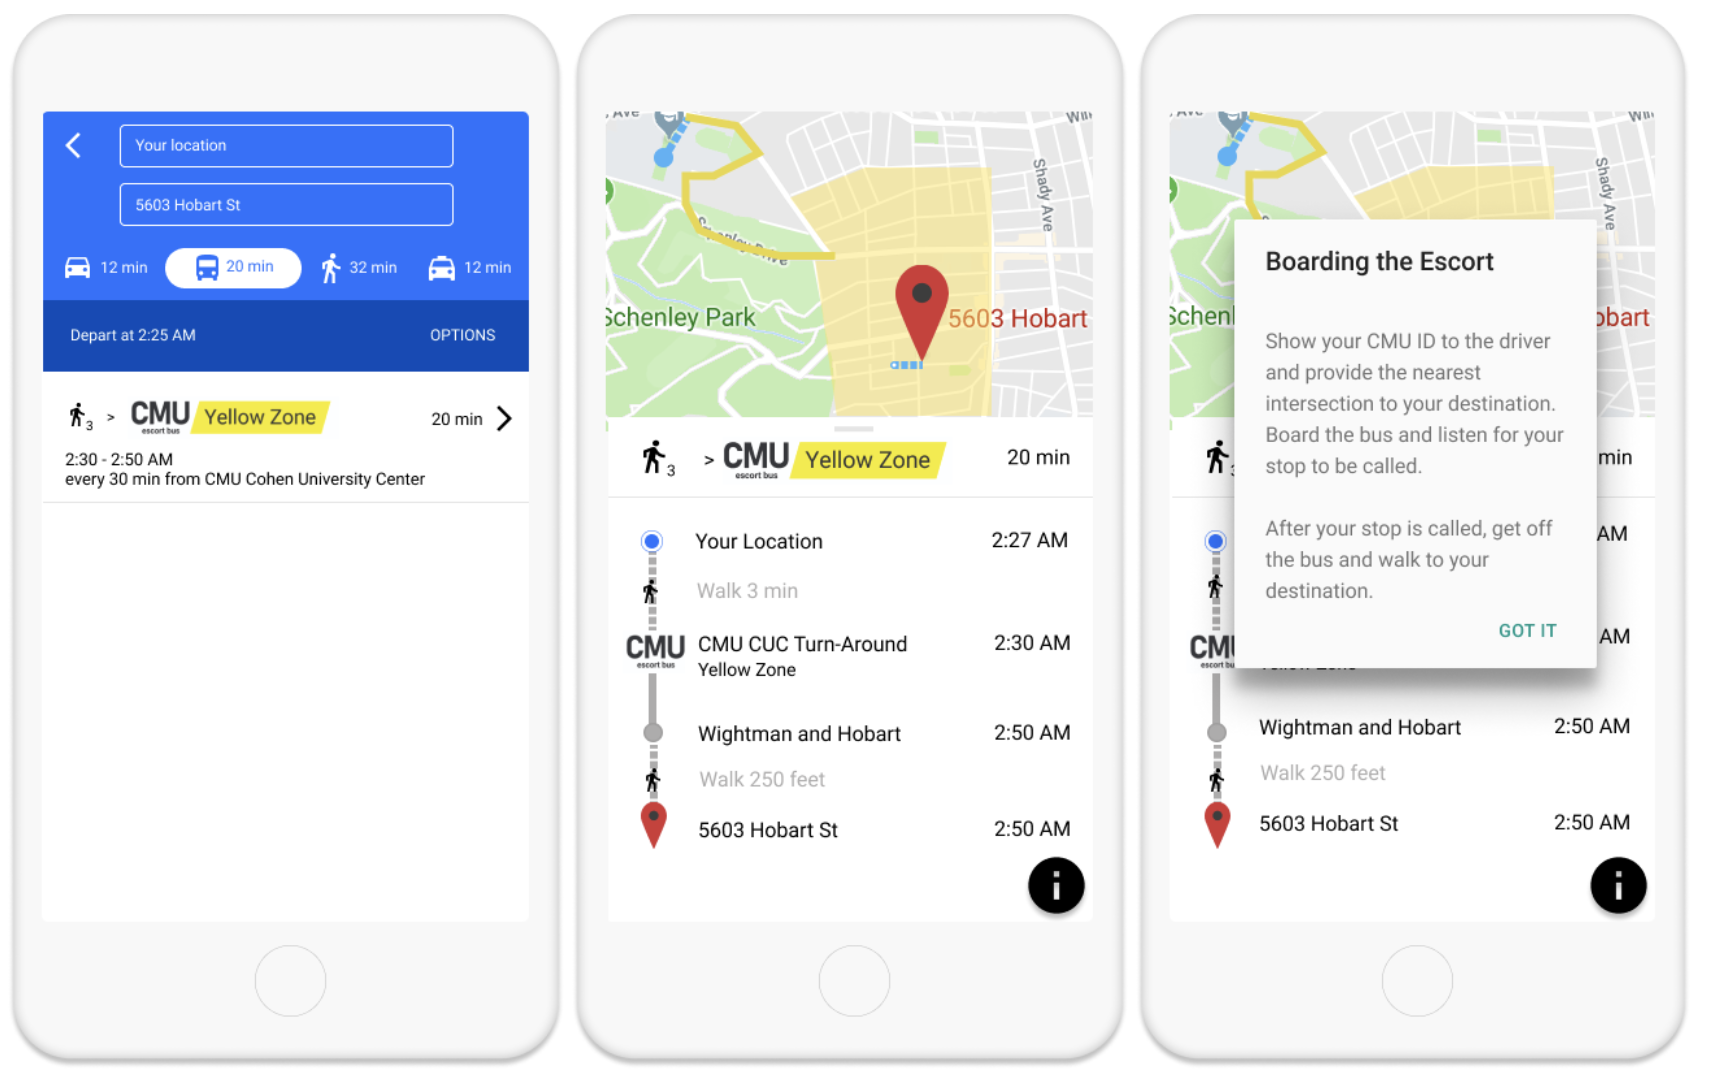 Your location
5603 Hobart St
12 min
20 min
32 min
12 min
Depart at 2:25 AM
OPTIONS
3 > CMU escort bus Yellow Zone 20 min
2:30 - 2:50 AM
every 30 min from CMU Cohen University Center
Ave
Shady Ave
Schenley Drive
Schenley Park
5603 Hobart
3 > CMU escort bus Yellow Zone 20 min
Your Location 2:27 AM
Walk 3 min
CMU escort bus CMU CUC Turn-Around 2:30 AM
Yellow Zone
Wightman and Hobart 2:50 AM
Walk 250 feet
5603 Hobart St 2:50 AM
i
Ave
Shady Ave
Schenl
obart
min
AM
CMU
AM
Boarding the Escort
Show your CMU ID to the driver
and provide the nearest
intersection to your destination.
Board the bus and listen for your
stop to be called.
After your stop is called, get off
the bus and walk to your
destination.
GOT IT
Wightman and Hobart 2:50 AM
Walk 250 feet
5603 Hobart St 2:50 AM
i